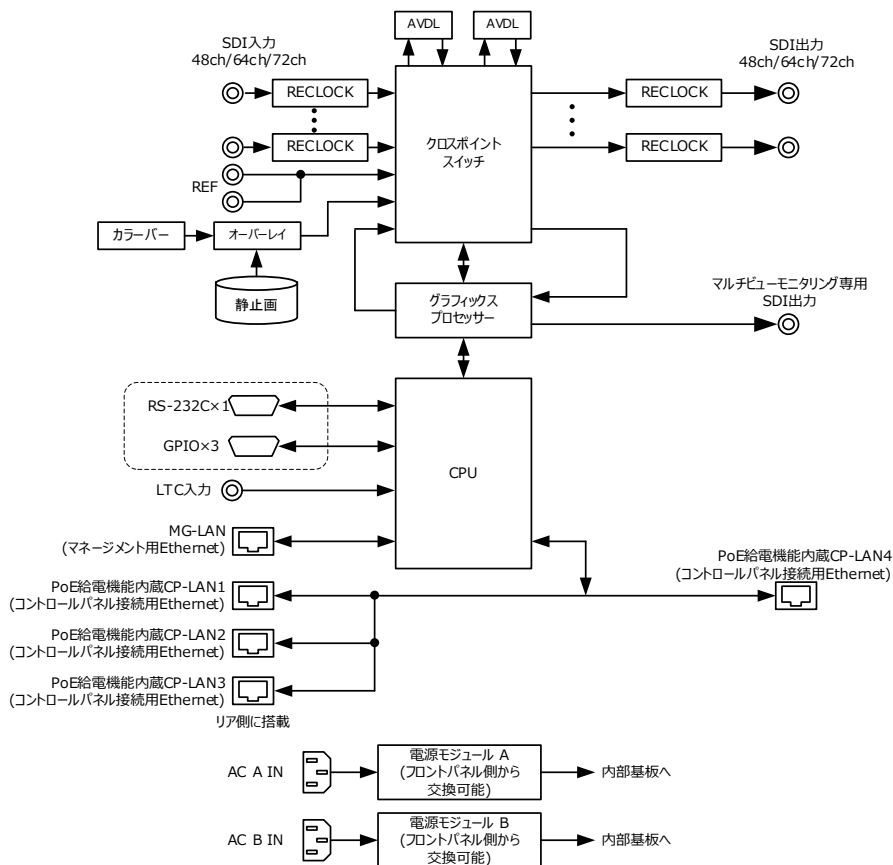 AVDL
AVDL
SDI入力
48ch/64ch/72ch
SDI出力
48ch/64ch/72ch
RECLOCK
RECLOCK
RECLOCK
RECLOCK
クロスポイント
スイッチ
REF
カラーバー
オーバーレイ
静止画
グラフィックス
プロセッサー
マルチビューモニタリング専用
SDI出力
RS-232C×1
GPIO×3
LTC入力
CPU
MG-LAN
(マネージメント用Ethernet)
PoE給電機能内蔵CP-LAN4
(コントロールパネル接続用Ethernet)
PoE給電機能内蔵CP-LAN1
(コントロールパネル接続用Ethernet)
PoE給電機能内蔵CP-LAN2
(コントロールパネル接続用Ethernet)
PoE給電機能内蔵CP-LAN3
(コントロールパネル接続用Ethernet)
リア側に搭載
AC A IN
電源モジュール A
(フロントパネル側から
交換可能)
内部基板へ
AC B IN
電源モジュール B
(フロントパネル側から
交換可能)
内部基板へ